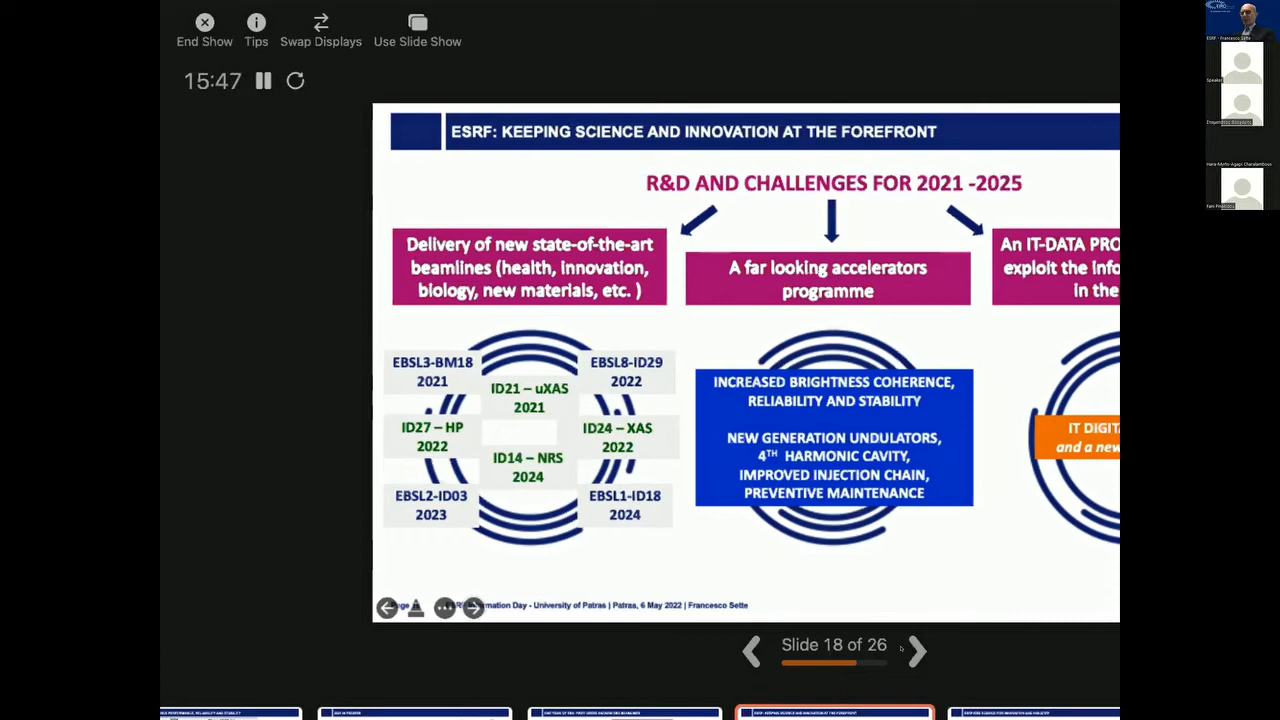 End Show
Tips
Swap Displays
Use Slide Show
15:47
ESRF: KEEPING SCIENCE AND INNOVATION AT THE FOREFRONT
R&D AND CHALLENGES FOR 2021 -2025
Delivery of new state-of-the-art
beamlines (health, innovation,
biology, new materials, etc. )
A far looking accelerators
programme
An IT-DATA PRO
exploit the info
in the
EBSL3-BM18
2021
EBSL8-ID29
2022
ID21 – uXAS
2021
ID27 – HP
2022
ID24 – XAS
2022
ID14 – NRS
2024
EBSL2-ID03
2023
EBSL1-ID18
2024
INCREASED BRIGHTNESS COHERENCE,
RELIABILITY AND STABILITY
NEW GENERATION UNDULATORS,
4TH HARMONIC CAVITY,
IMPROVED INJECTION CHAIN,
PREVENTIVE MAINTENANCE
IT DIGIT
and a new
Information Day - University of Patras | Patras, 6 May 2022 | Francesco Sette
Slide 18 of 26
ESRF - Francesco Sette
Speaker